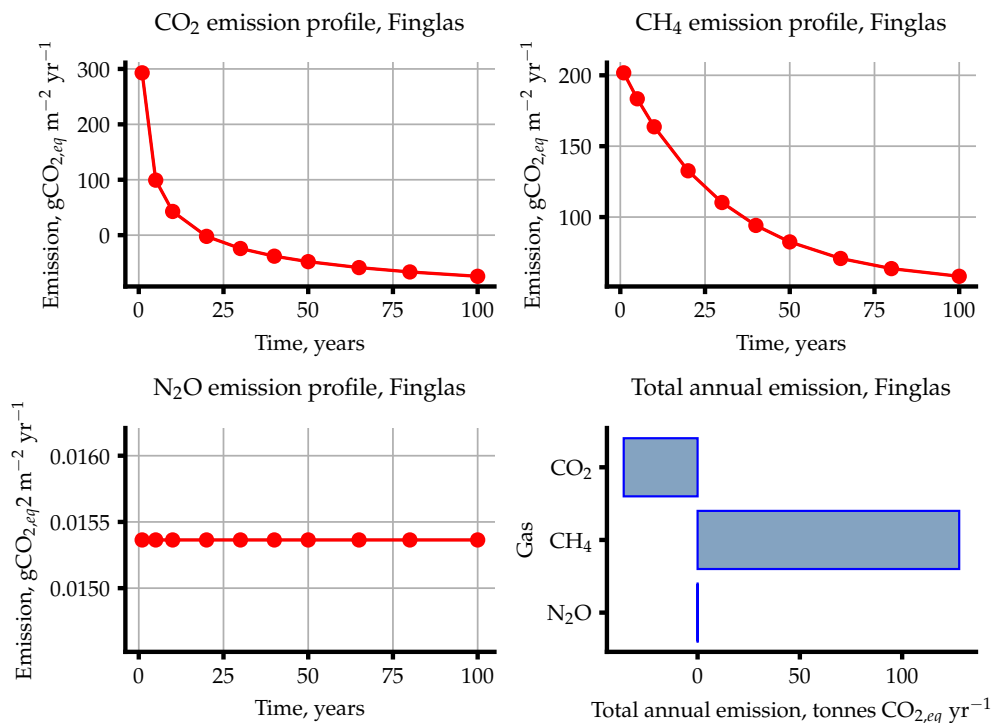 CO₂ emission profile, Finglas
Emission, gCO₂,eq m⁻² yr⁻¹
300
200
100
0
0 25 50 75 100
Time, years
CH₄ emission profile, Finglas
Emission, gCO₂,eq m⁻² yr⁻¹
200
150
100
0 25 50 75 100
Time, years
N₂O emission profile, Finglas
Emission, gCO₂,eq2 m⁻² yr⁻¹
0.0160
0.0155
0.0150
0 25 50 75 100
Time, years
Total annual emission, Finglas
Gas
CO₂
CH₄
N₂O
0 50 100
Total annual emission, tonnes CO₂,eq yr⁻¹